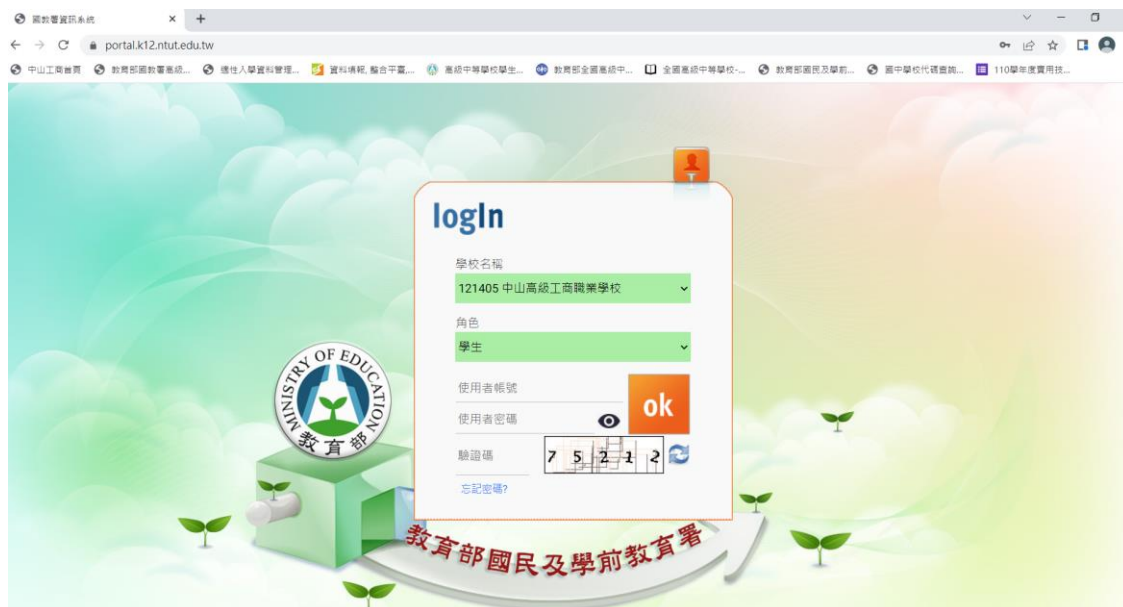 國教署資訊系統
portal.k12.ntut.edu.tw
中山工商首頁 教育部國教署高級... 適性入學資料管理... 資料填報, 整合平臺,... 高級中等學校學生... 教育部全國高級中... 全國高級中等學校-... 教育部國民及學前... 國中學校代碼查詢... 110學年度實用技...
logIn
學校名稱
121405 中山高級工商職業學校
角色
學生
使用者帳號
ok
使用者密碼
驗證碼
7 5 2 1 2
忘記密碼?
MINISTRY OF EDUCATION
教育部
教育部國民及學前教育署